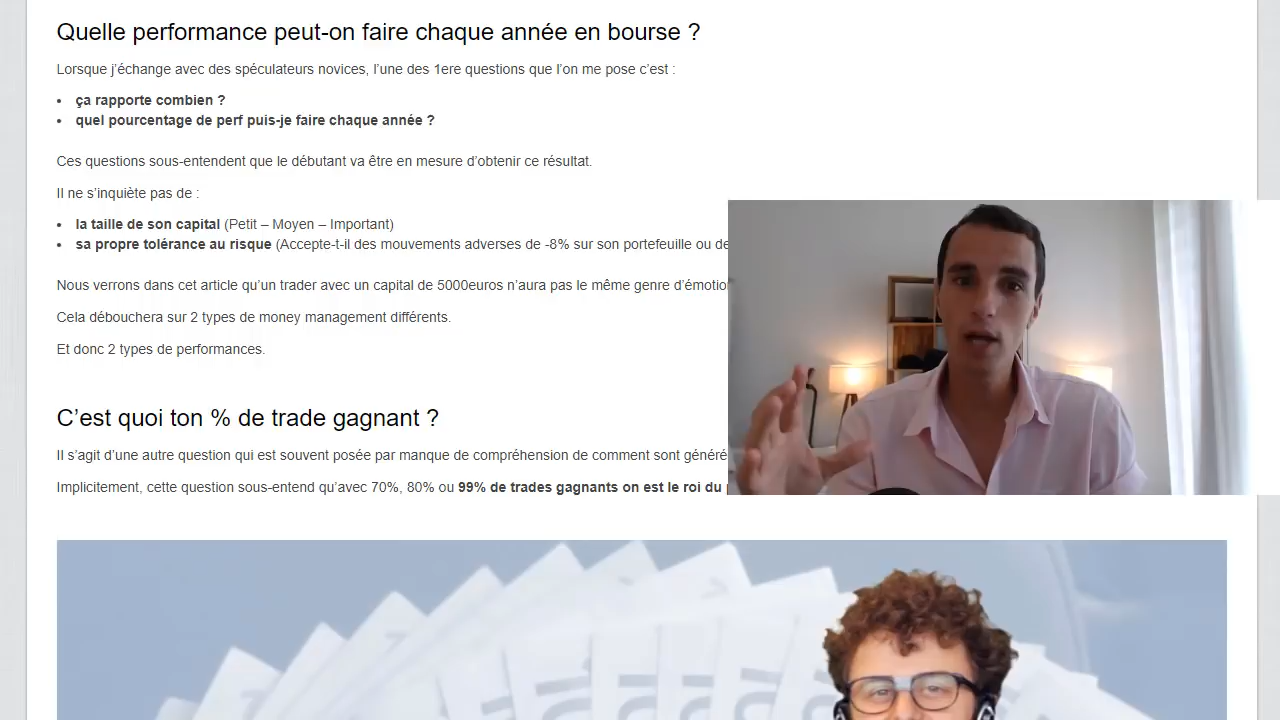 Quelle performance peut-on faire chaque année en bourse ?
Lorsque j’échange avec des spéculateurs novices, l’une des 1ere questions que l’on me pose c’est :
• ça rapporte combien ?
• quel pourcentage de perf puis-je faire chaque année ?
Ces questions sous-entendent que le débutant va être en mesure d’obtenir ce résultat.
Il ne s’inquiète pas de :
• la taille de son capital (Petit – Moyen – Important)
• sa propre tolérance au risque (Accepte-t-il des mouvements adverses de -8% sur son portefeuille ou
Nous verrons dans cet article qu’un trader avec un capital de 5000euros n’aura pas le même genre
Cela débouchera sur 2 types de money management différents.
Et donc 2 types de performances.
C’est quoi ton % de trade gagnant ?
Il s’agit d’une autre question qui est souvent posée par manque de compréhension de comment sont
Implicitement, cette question sous-entend qu’avec 70%, 80% ou 99% de trades gagnants on est le roi du